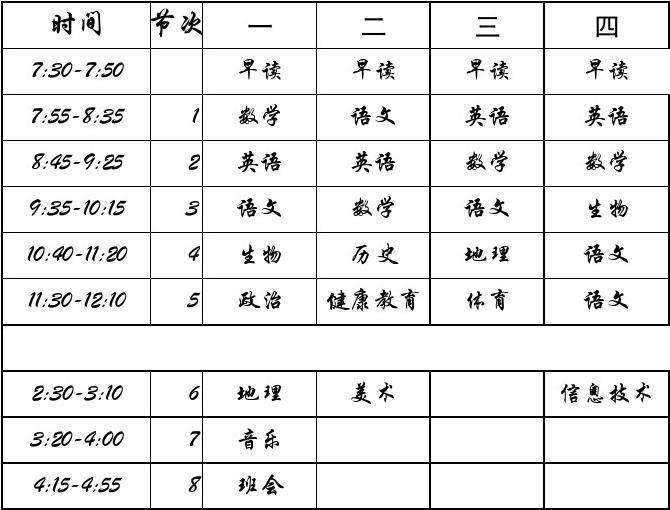 时间 节次 一 二 三 四
7:30-7:50 早读 早读 早读 早读
7:55-8:35 1 数学 语文 英语 英语
8:45-9:25 2 英语 英语 数学 数学
9:35-10:15 3 语文 数学 语文 生物
10:40-11:20 4 生物 历史 地理 语文
11:30-12:10 5 政治 健康教育 体育 语文
2:30-3:10 6 地理 美术 信息技术
3:20-4:00 7 音乐
4:15-4:55 8 班会